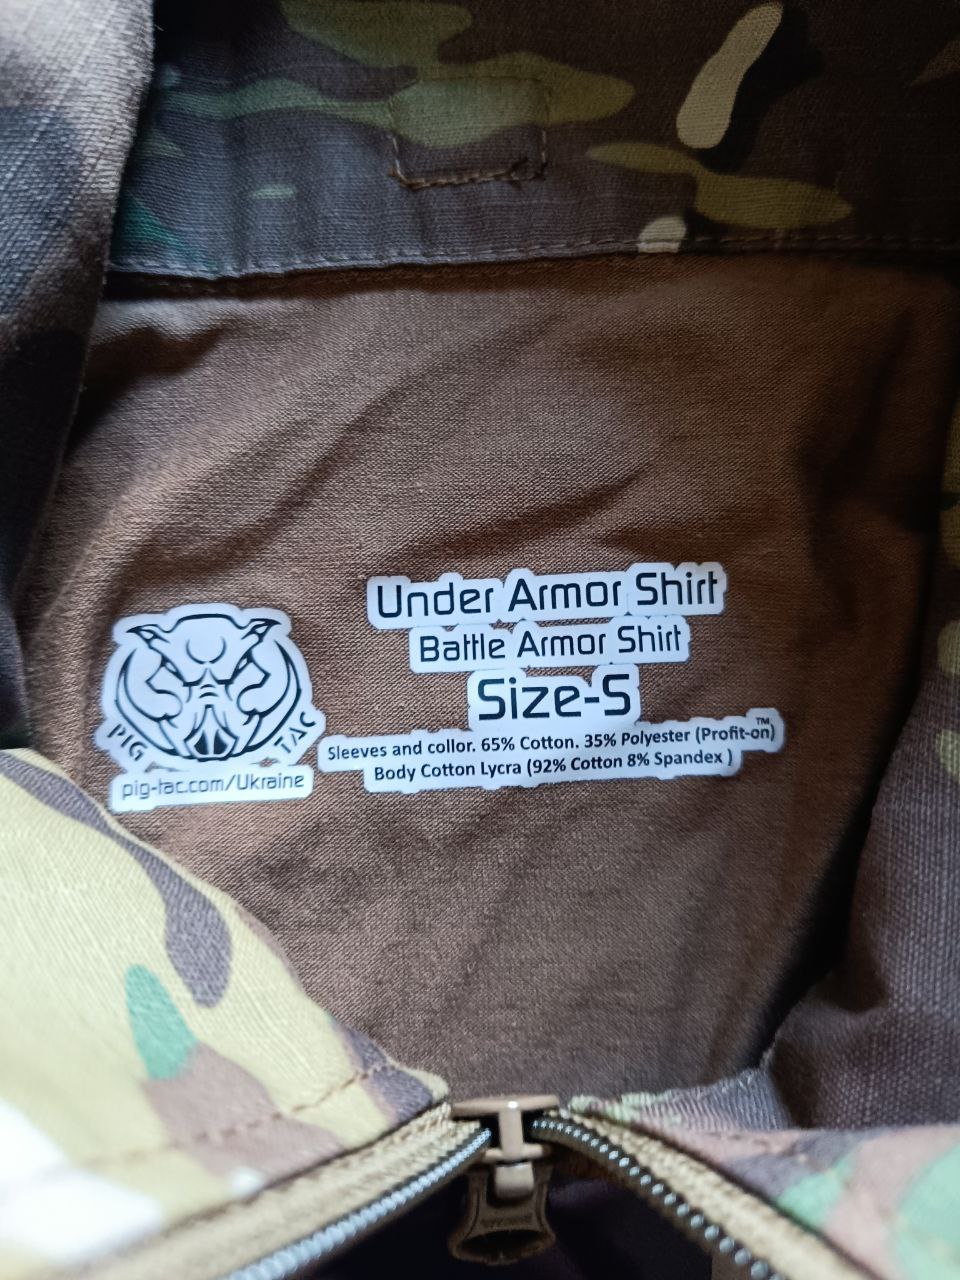 Under Armor Shirt
Battle Armor Shirt
Size-S
Sleeves and collor. 65% Cotton. 35% Polyester (Profit-on)™
Body Cotton Lycra (92% Cotton 8% Spandex )
PIG TAC
pig-tac.com/Ukraine